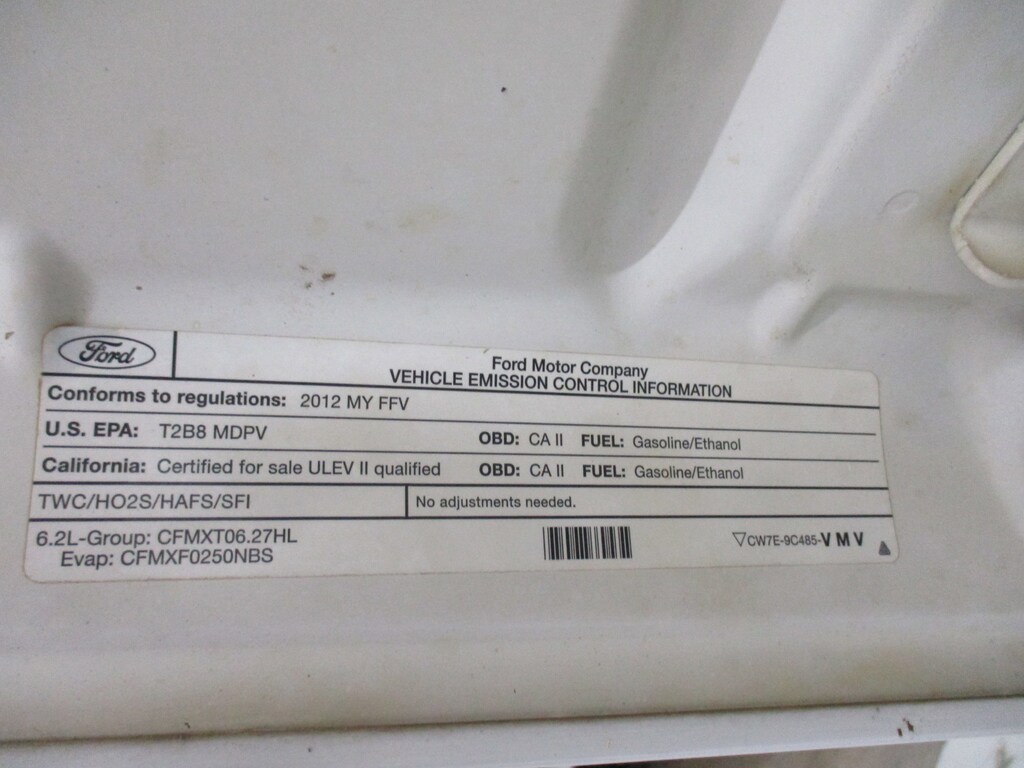 Ford
Ford Motor Company
VEHICLE EMISSION CONTROL INFORMATION
Conforms to regulations: 2012 MY FFV
U.S. EPA: T2B8 MDPV OBD: CA II FUEL: Gasoline/Ethanol
California: Certified for sale ULEV II qualified OBD: CA II FUEL: Gasoline/Ethanol
TWC/HO2S/HAFS/SFI No adjustments needed.
6.2L-Group: CFMXT06.27HL
Evap: CFMXF0250NBS
▽CW7E-9C485-V M V